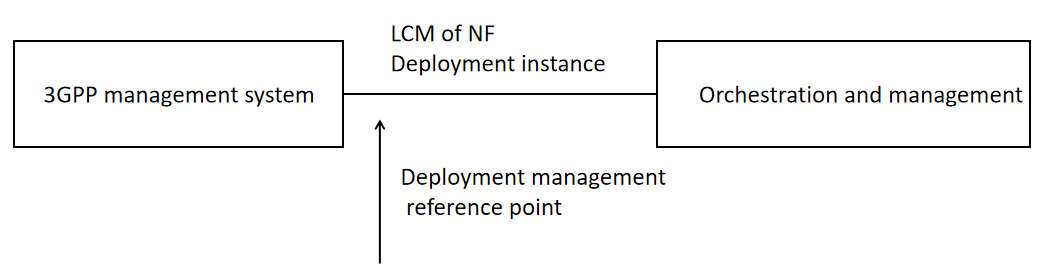 LCM of NF
Deployment instance
3GPP management system
Orchestration and management
Deployment management
reference point